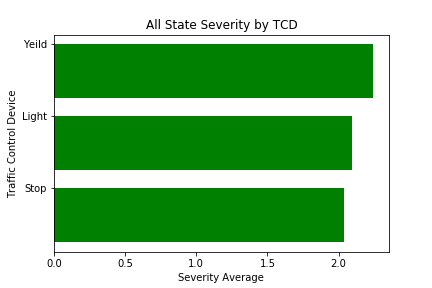 All State Severity by TCD
Yeild
Light
Stop
Traffic Control Device
0.0 0.5 1.0 1.5 2.0
Severity Average